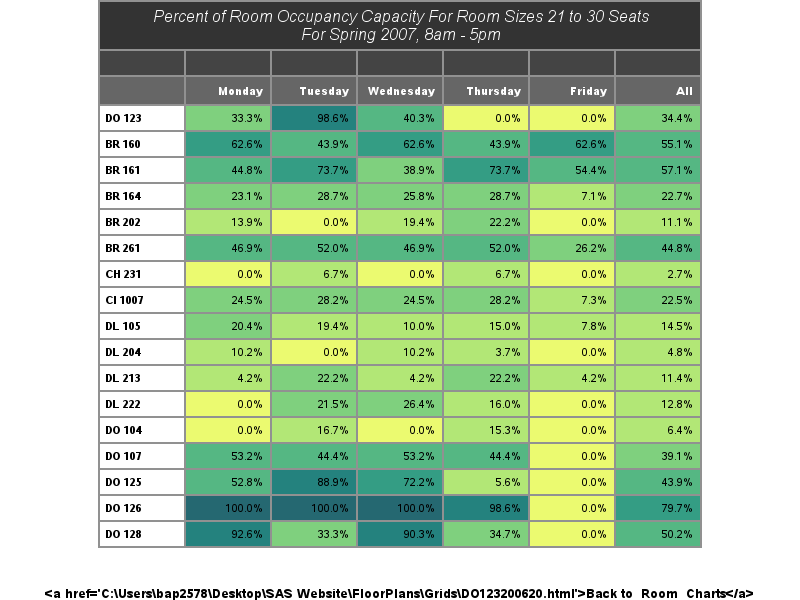 Percent of Room Occupancy Capacity For Room Sizes 21 to 30 Seats
For Spring 2007, 8am - 5pm
Monday Tuesday Wednesday Thursday Friday All
DO 123 33.3% 98.6% 40.3% 0.0% 0.0% 34.4%
BR 160 62.6% 43.9% 62.6% 43.9% 62.6% 55.1%
BR 161 44.8% 73.7% 38.9% 73.7% 54.4% 57.1%
BR 164 23.1% 28.7% 25.8% 28.7% 7.1% 22.7%
BR 202 13.9% 0.0% 19.4% 22.2% 0.0% 11.1%
BR 261 46.9% 52.0% 46.9% 52.0% 26.2% 44.8%
CH 231 0.0% 6.7% 0.0% 6.7% 0.0% 2.7%
CI 1007 24.5% 28.2% 24.5% 28.2% 7.3% 22.5%
DL 105 20.4% 19.4% 10.0% 15.0% 7.8% 14.5%
DL 204 10.2% 0.0% 10.2% 3.7% 0.0% 4.8%
DL 213 4.2% 22.2% 4.2% 22.2% 4.2% 11.4%
DL 222 0.0% 21.5% 26.4% 16.0% 0.0% 12.8%
DO 104 0.0% 16.7% 0.0% 15.3% 0.0% 6.4%
DO 107 53.2% 44.4% 53.2% 44.4% 0.0% 39.1%
DO 125 52.8% 88.9% 72.2% 5.6% 0.0% 43.9%
DO 126 100.0% 100.0% 100.0% 98.6% 0.0% 79.7%
DO 128 92.6% 33.3% 90.3% 34.7% 0.0% 50.2%
<a href='C:\Users\bap2578\Desktop\SAS Website\FloorPlans\Grids\DO123200620.html'>Back to Room Charts</a>